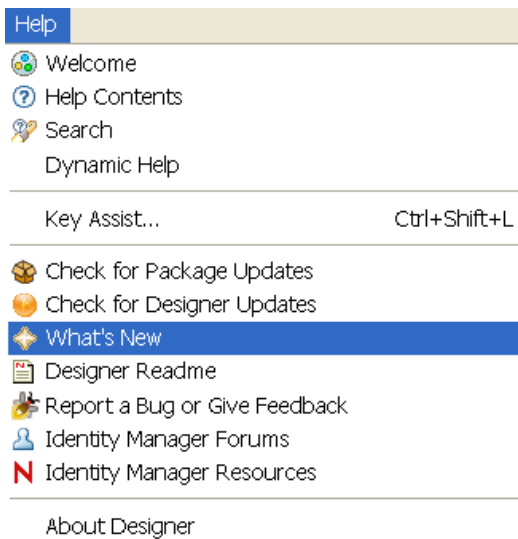 Help
Welcome
Help Contents
Search
Dynamic Help
Key Assist... Ctrl+Shift+L
Check for Package Updates
Check for Designer Updates
What's New
Designer Readme
Report a Bug or Give Feedback
Identity Manager Forums
Identity Manager Resources
About Designer